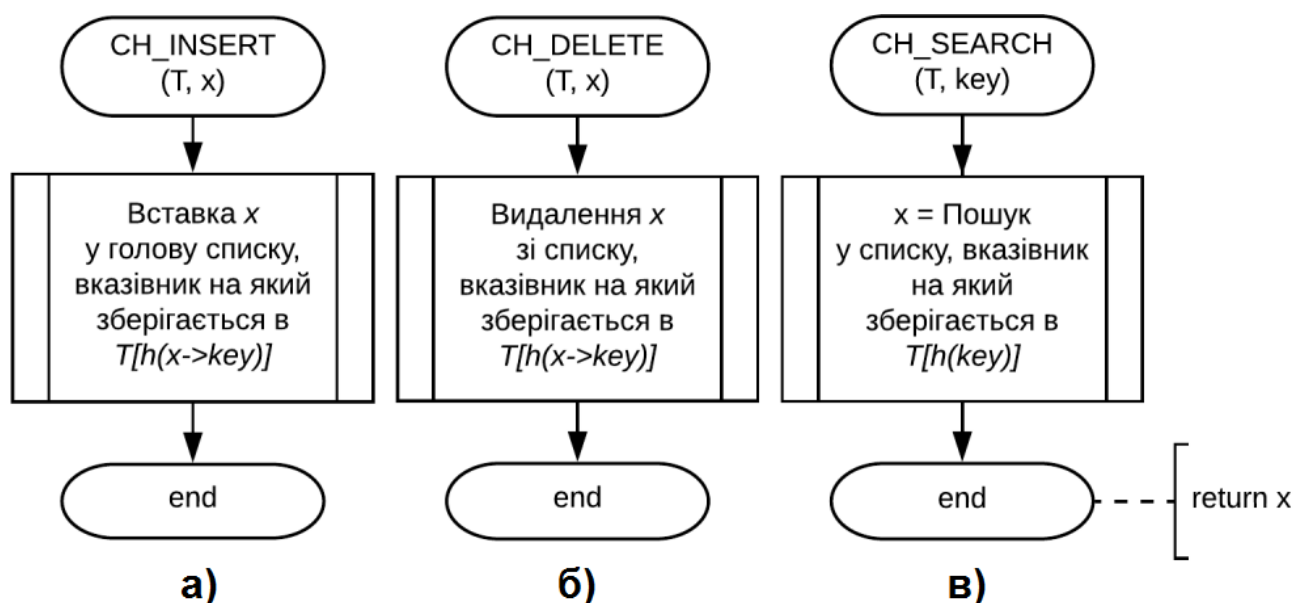 CH_INSERT
(T, x)
Вставка x
у голову списку,
вказівник на який
зберігається в
T[h(x->key)]
end
а)
CH_DELETE
(T, x)
Видалення x
зі списку,
вказівник на який
зберігається в
T[h(x->key)]
end
б)
CH_SEARCH
(T, key)
x = Пошук
у списку, вказівник
на який
зберігається в
T[h(key)]
end
return x
в)